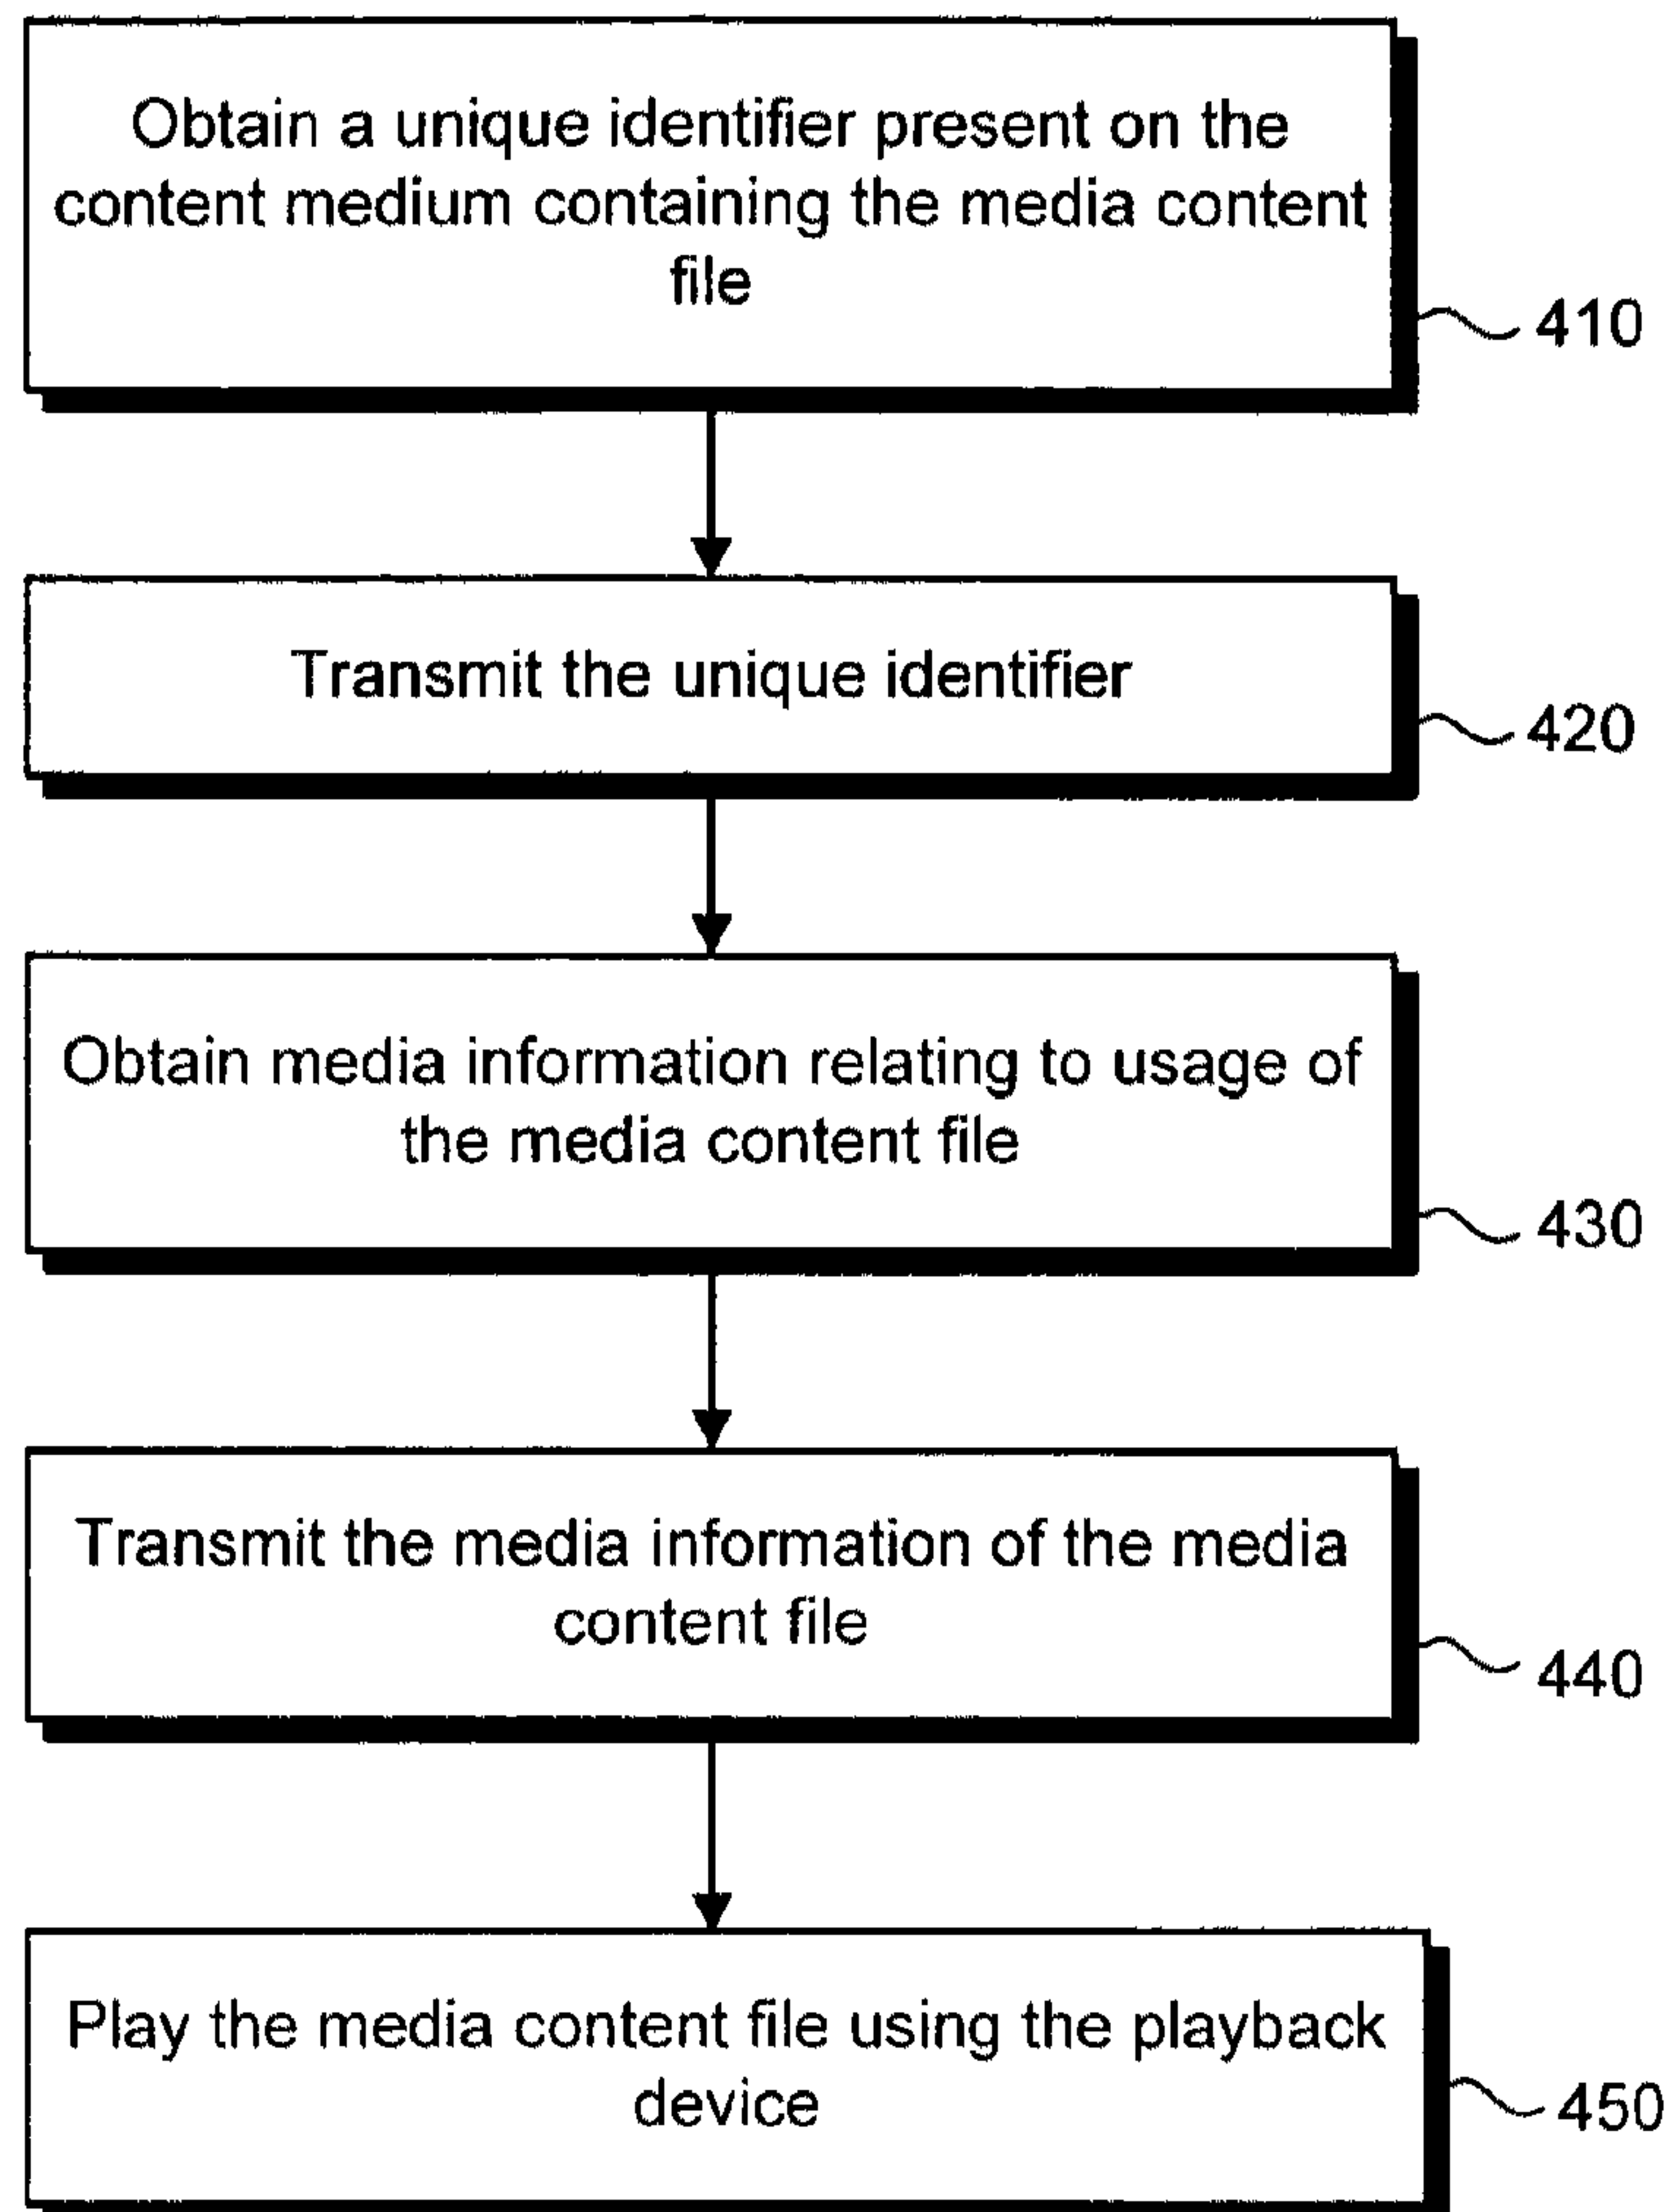 Obtain a unique identifier present on the
content medium containing the media content
file
410
Transmit the unique identifier
420
Obtain media information relating to usage of
the media content file
430
Transmit the media information of the media
content file
440
Play the media content file using the playback
device
450